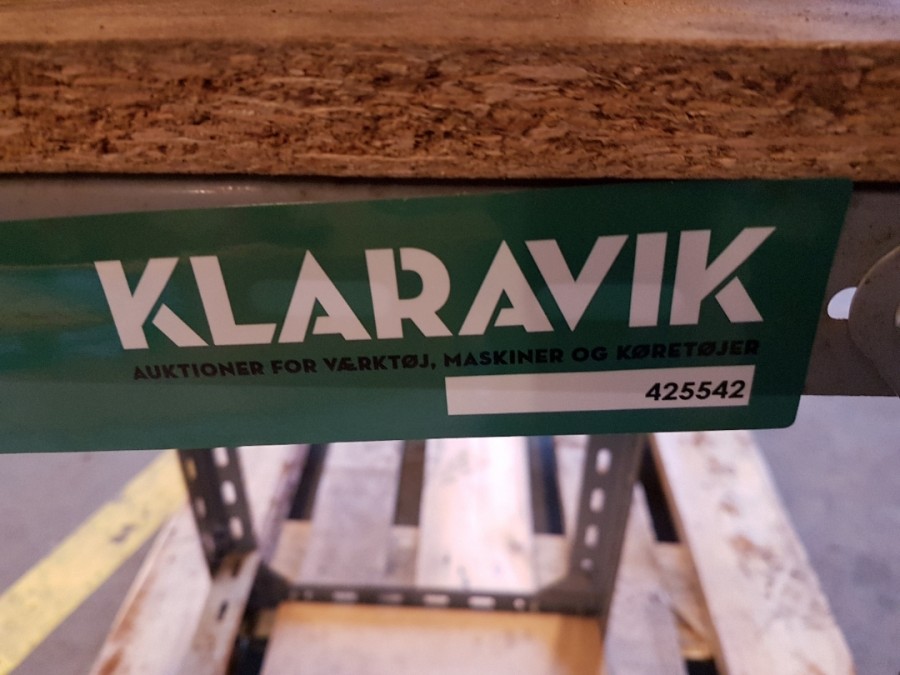 KLARAVIK
AUKTIONER FOR VÆRKTØJ, MASKINER OG KØRETØJER
425542